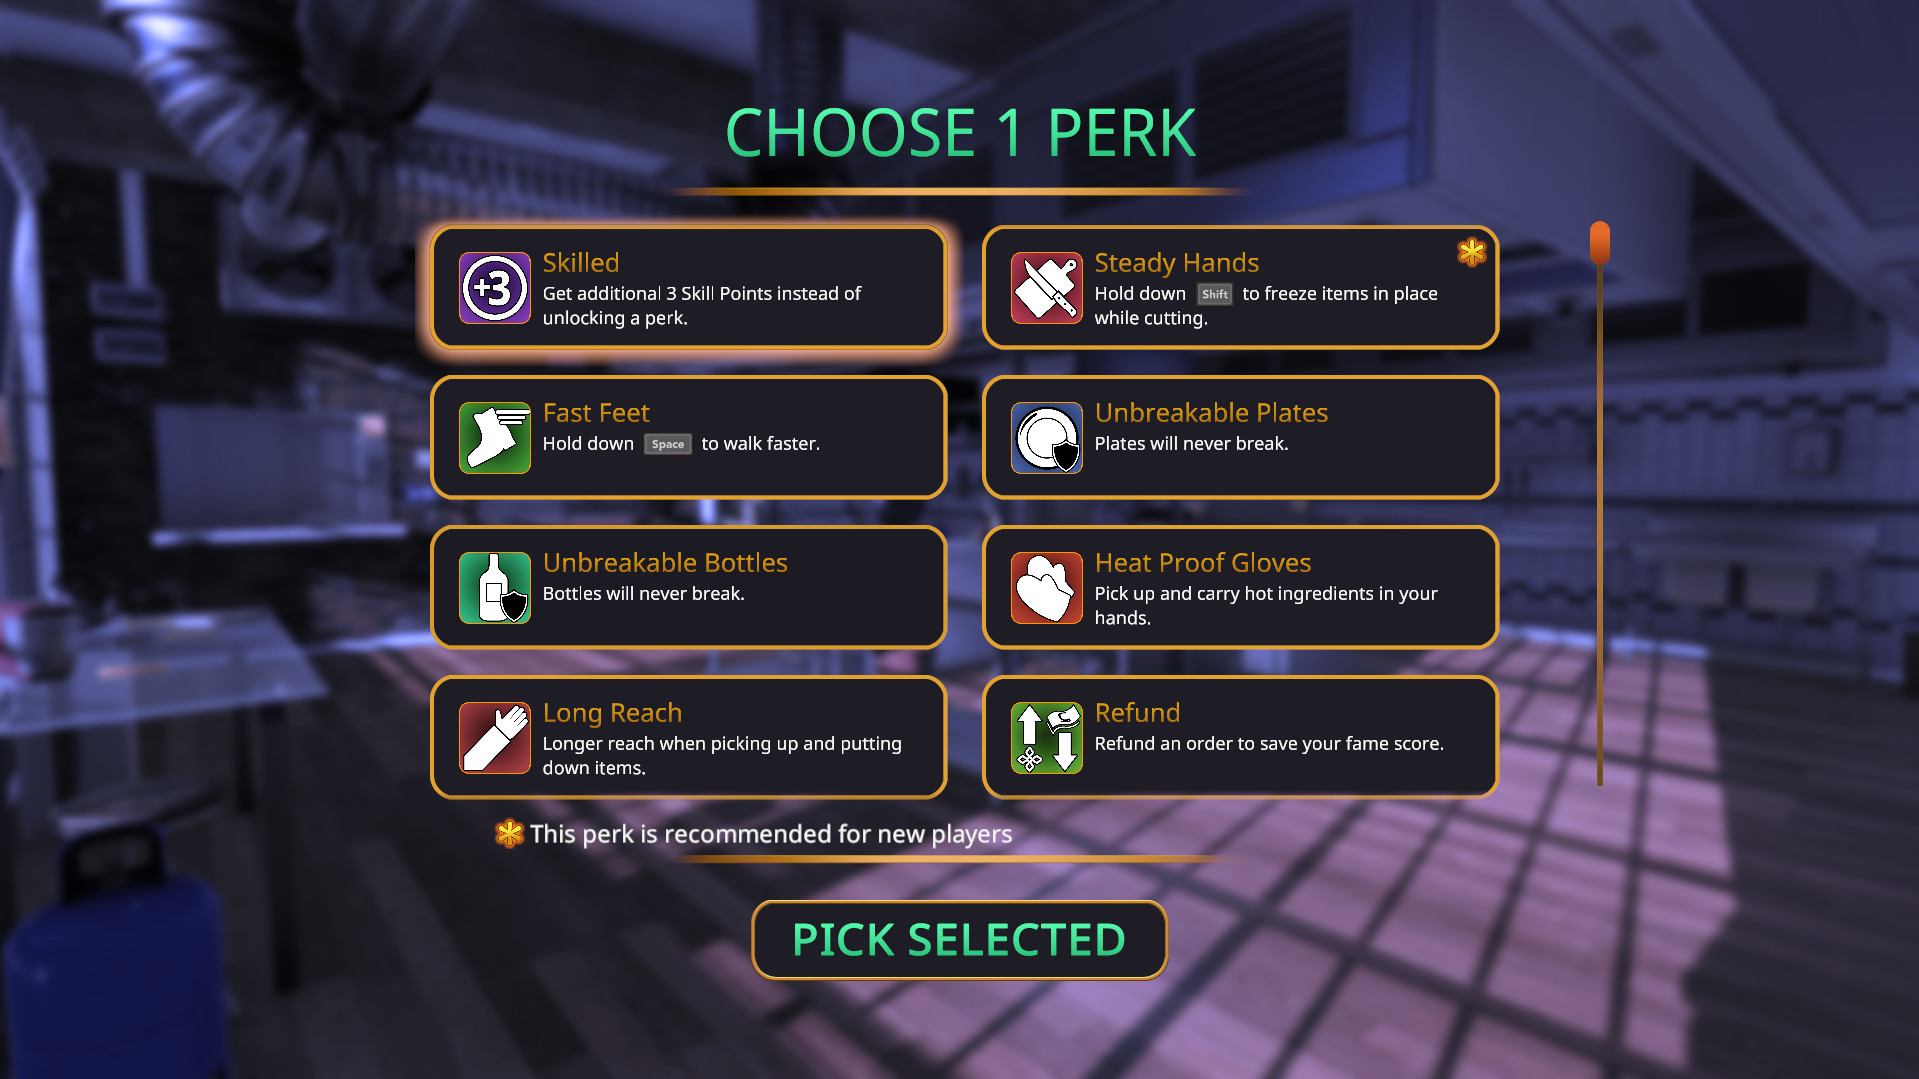 CHOOSE 1 PERK
+3
Skilled
Get additional 3 Skill Points instead of
unlocking a perk.
Steady Hands
Hold down Shift to freeze items in place
while cutting.
Fast Feet
Hold down Space to walk faster.
Unbreakable Plates
Plates will never break.
Unbreakable Bottles
Bottles will never break.
Heat Proof Gloves
Pick up and carry hot ingredients in your
hands.
Long Reach
Longer reach when picking up and putting
down items.
Refund
Refund an order to save your fame score.
This perk is recommended for new players
PICK SELECTED